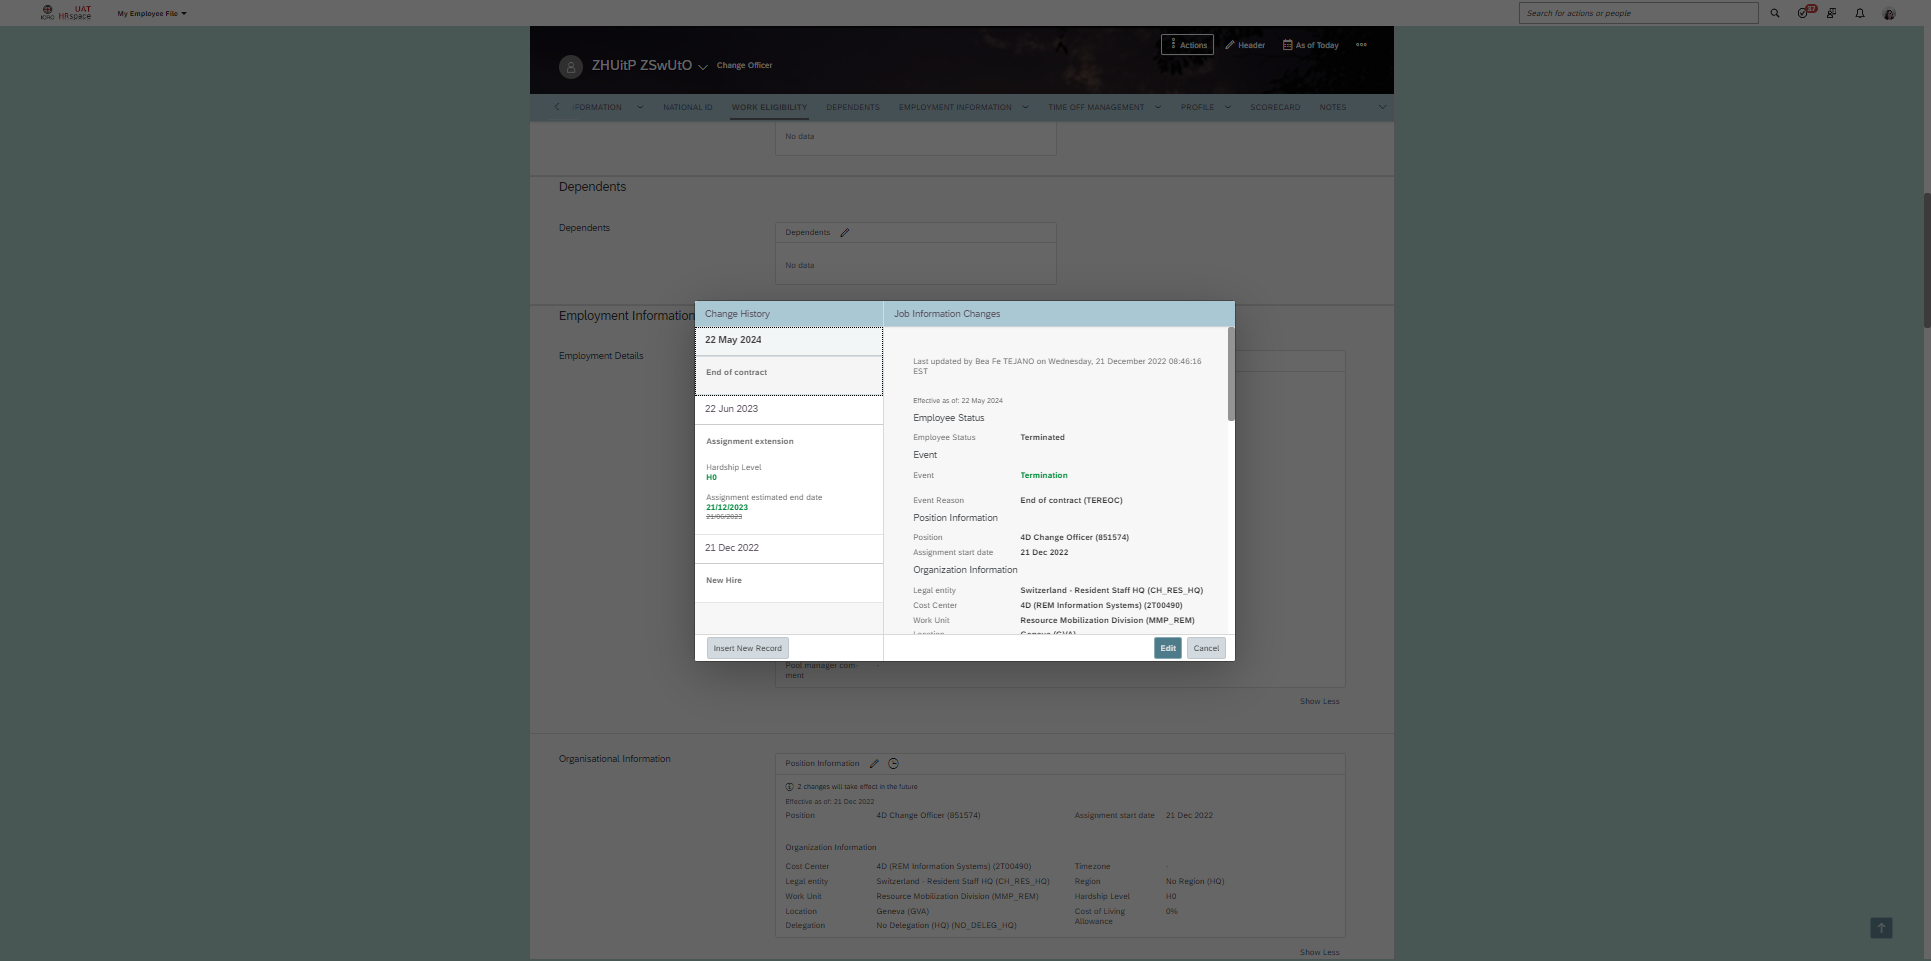 UAT
HRspace
My Employee File
Search for actions or people
37
ZHUitP ZSwUtO
Change Officer
Actions
Header
As of Today
FORMATION
NATIONAL ID
WORK ELIGIBILITY
DEPENDENTS
EMPLOYMENT INFORMATION
TIME OFF MANAGEMENT
PROFILE
SCORECARD
NOTES
No data
Dependents
Dependents
Dependents
No data
Employment Information
Employment Details
Change History
22 May 2024
End of contract
22 Jun 2023
Assignment extension
Hardship Level
H0
Assignment estimated end date
21/12/2023
21/06/2023
21 Dec 2022
New Hire
Insert New Record
Job Information Changes
Last updated by Bea Fe TEJANO on Wednesday, 21 December 2022 08:46:16
EST
Effective as of: 22 May 2024
Employee Status
Employee Status Terminated
Event
Event Termination
Event Reason End of contract (TEREOC)
Position Information
Position 4D Change Officer (851574)
Assignment start date 21 Dec 2022
Organization Information
Legal entity Switzerland - Resident Staff HQ (CH_RES_HQ)
Cost Center 4D (REM Information Systems) (2T00490)
Work Unit Resource Mobilization Division (MMP_REM)
Location Geneva (GVA)
Edit
Cancel
Pool manager com-
ment
Show Less
Organisational Information
Position Information
2 changes will take effect in the future
Effective as of: 21 Dec 2022
Position 4D Change Officer (851574) Assignment start date 21 Dec 2022
Organization Information
Cost Center 4D (REM Information Systems) (2T00490) Timezone -
Legal entity Switzerland - Resident Staff HQ (CH_RES_HQ) Region No Region (HQ)
Work Unit Resource Mobilization Division (MMP_REM) Hardship Level H0
Location Geneva (GVA) Cost of Living 0%
Allowance
Delegation No Delegation (HQ) (NO_DELEG_HQ)
Show Less